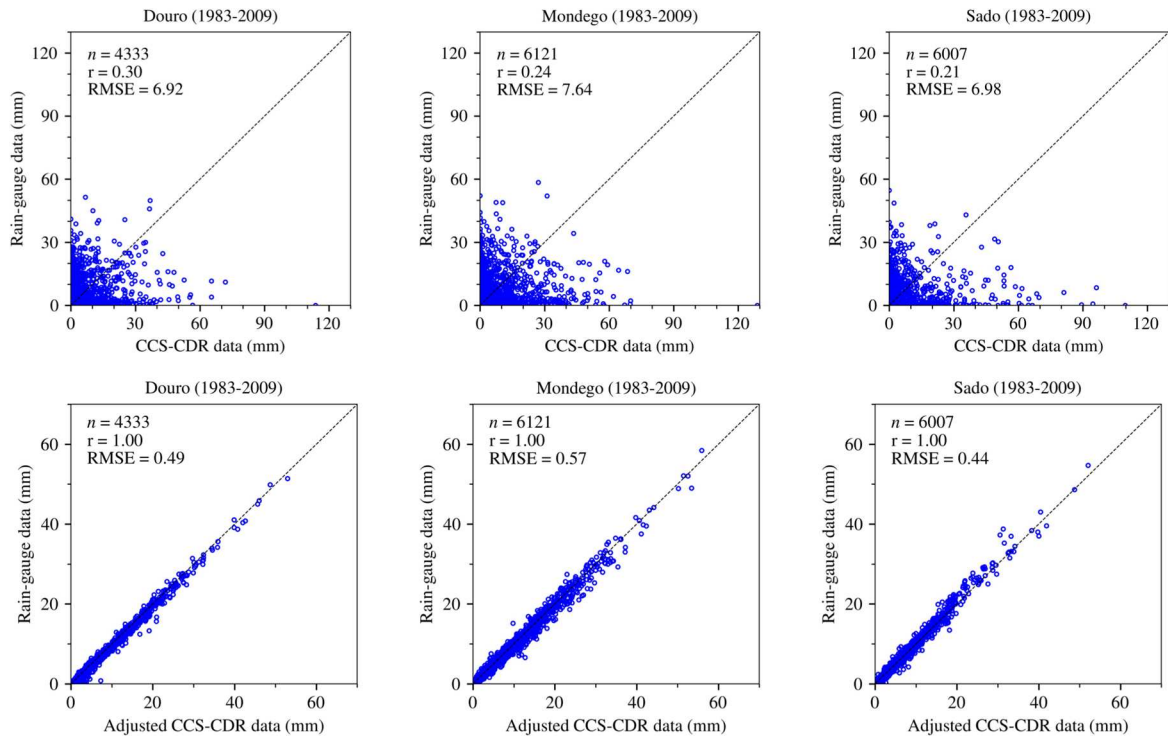 Douro (1983-2009)
n = 4333
r = 0.30
RMSE = 6.92
Rain-gauge data (mm)
120
90
60
30
0
0 30 60 90 120
CCS-CDR data (mm)
Mondego (1983-2009)
n = 6121
r = 0.24
RMSE = 7.64
Rain-gauge data (mm)
120
90
60
30
0
0 30 60 90 120
CCS-CDR data (mm)
Sado (1983-2009)
n = 6007
r = 0.21
RMSE = 6.98
Rain-gauge data (mm)
120
90
60
30
0
0 30 60 90 120
CCS-CDR data (mm)
Douro (1983-2009)
n = 4333
r = 1.00
RMSE = 0.49
Rain-gauge data (mm)
60
40
20
0
0 20 40 60
Adjusted CCS-CDR data (mm)
Mondego (1983-2009)
n = 6121
r = 1.00
RMSE = 0.57
Rain-gauge data (mm)
60
40
20
0
0 20 40 60
Adjusted CCS-CDR data (mm)
Sado (1983-2009)
n = 6007
r = 1.00
RMSE = 0.44
Rain-gauge data (mm)
60
40
20
0
0 20 40 60
Adjusted CCS-CDR data (mm)